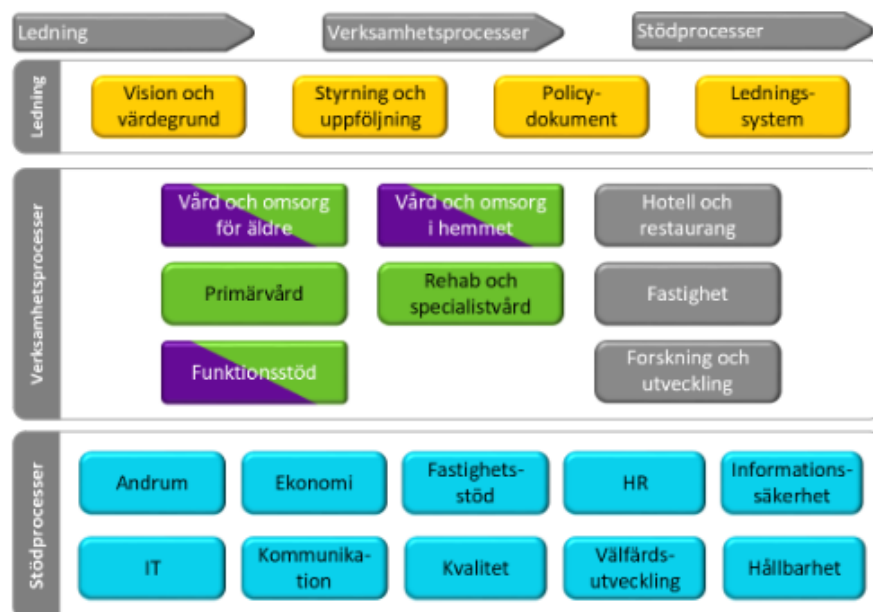 Ledning
Verksamhetsprocesser
Stödprocesser
Ledning
Vision och
värdegrund
Styrning och
uppföljning
Policy-
dokument
Lednings-
system
Verksamhetsprocesser
Vård och omsorg
för äldre
Vård och omsorg
i hemmet
Hotell och
restaurang
Primärvård
Rehab och
specialistvård
Fastighet
Funktionsstöd
Forskning och
utveckling
Stödprocesser
Andrum
Ekonomi
Fastighets-
stöd
HR
Informations-
säkerhet
IT
Kommunika-
tion
Kvalitet
Välfärds-
utveckling
Hållbarhet